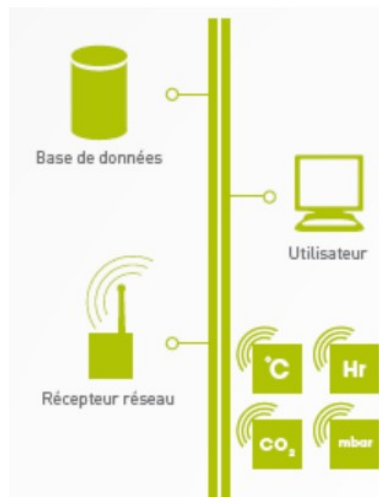 Base de données
Utilisateur
Récepteur réseau
°C
Hr
CO₂
mbar